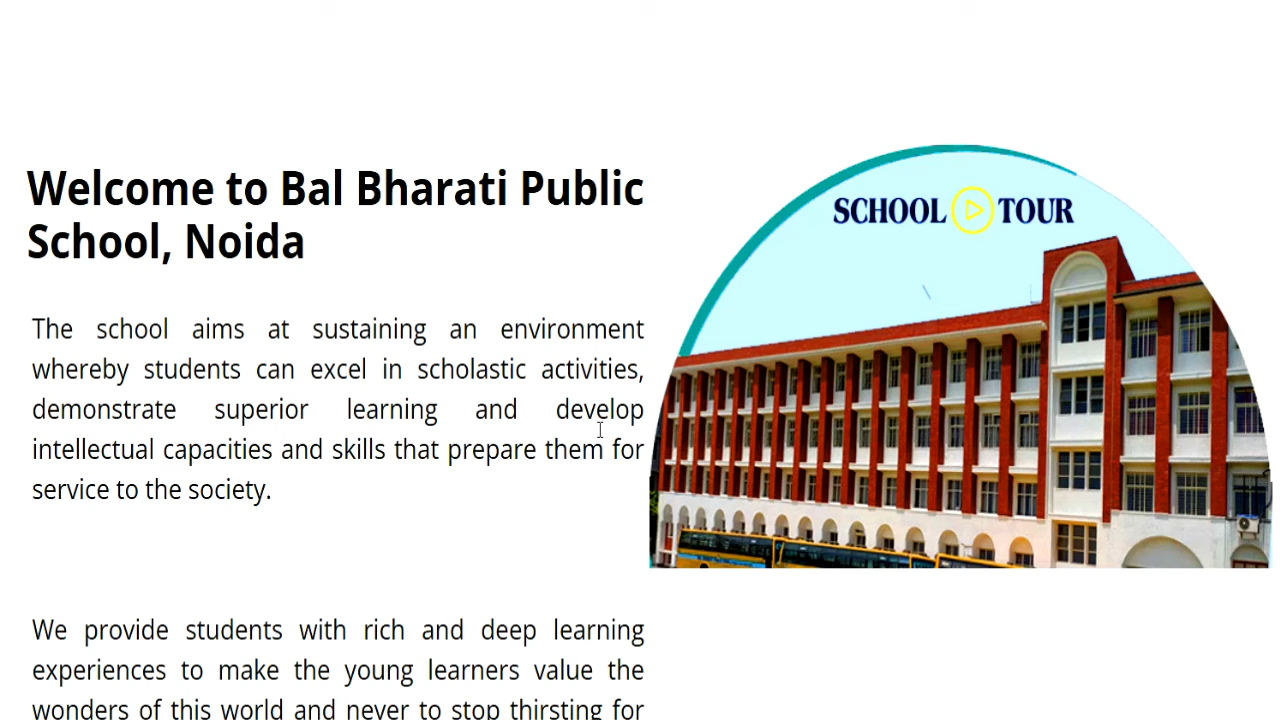 Welcome to Bal Bharati Public
School, Noida
SCHOOL TOUR
The school aims at sustaining an environment
whereby students can excel in scholastic activities,
demonstrate superior learning and develop
intellectual capacities and skills that prepare them for
service to the society.
We provide students with rich and deep learning
experiences to make the young learners value the
wonders of this world and never to stop thirsting for